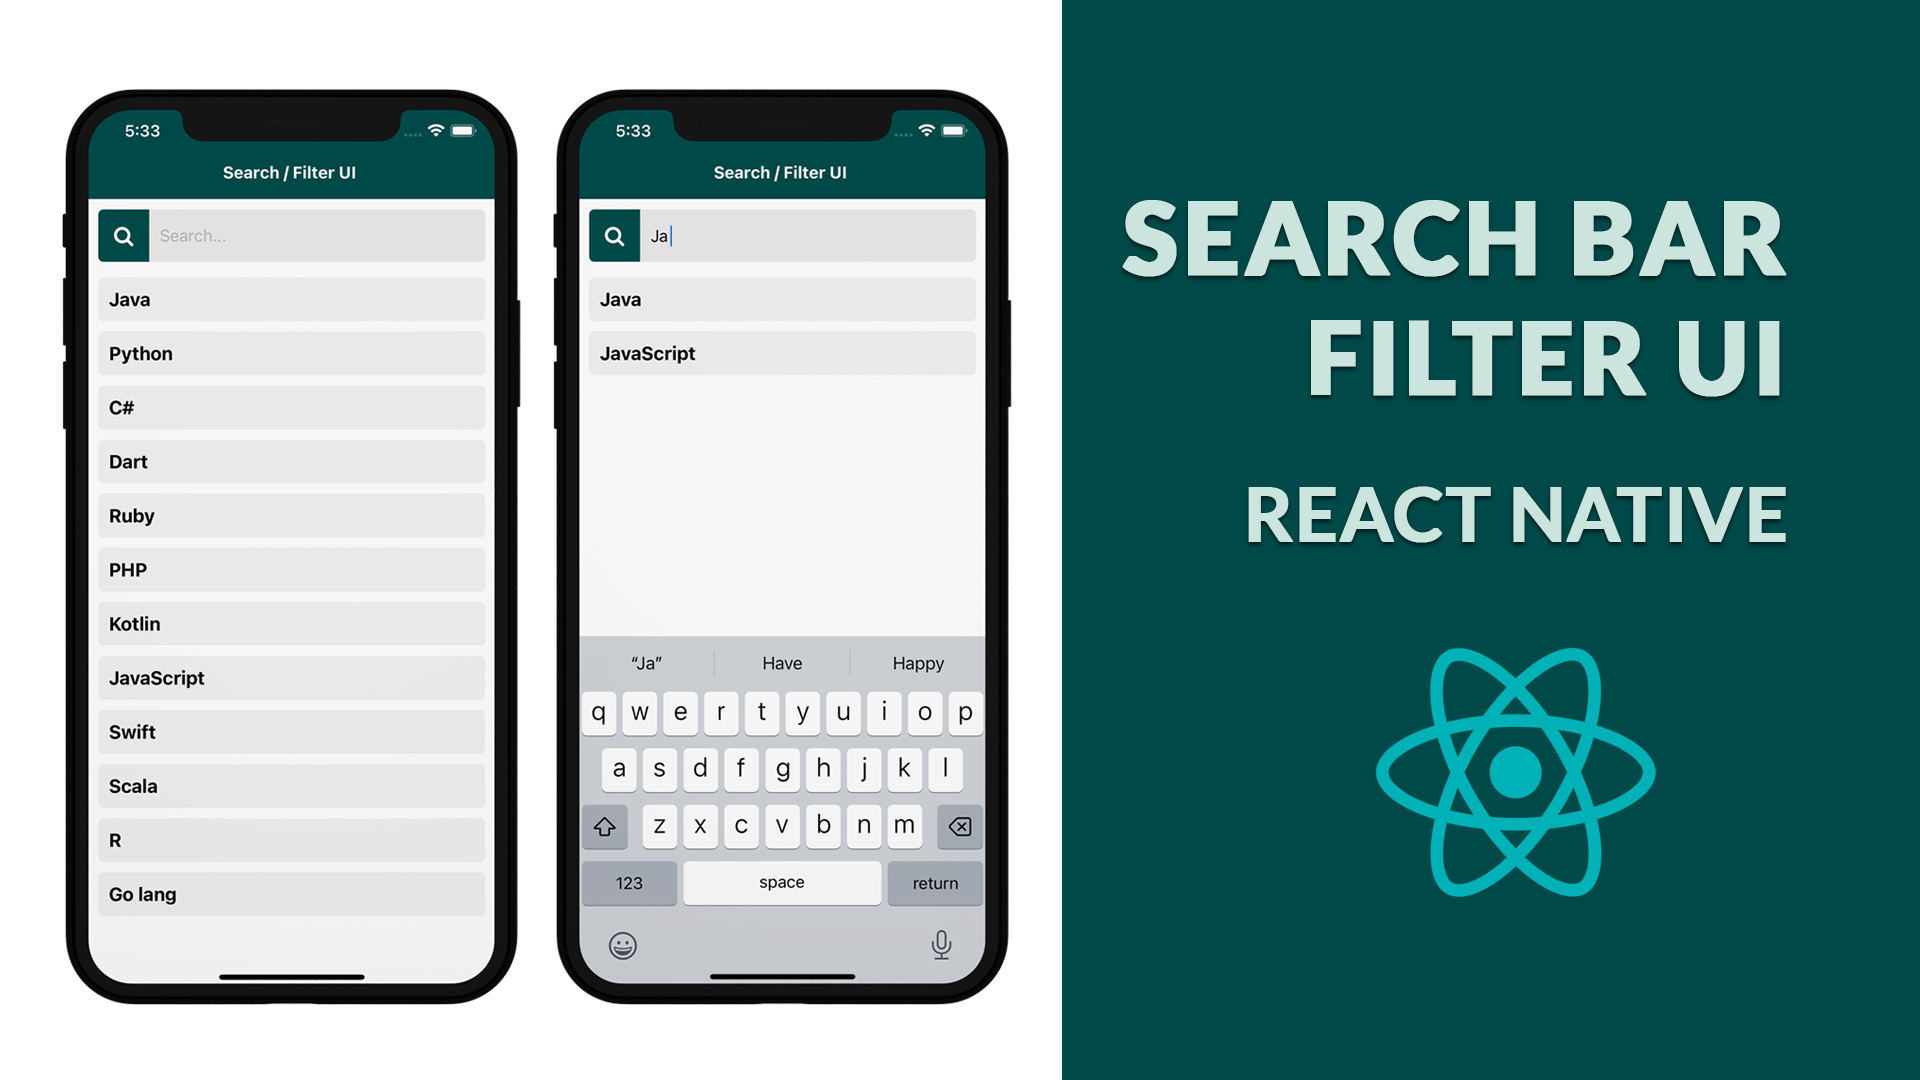 5:33
Search / Filter UI
Search...
Java
Python
C#
Dart
Ruby
PHP
Kotlin
JavaScript
Swift
Scala
R
Go lang
5:33
Search / Filter UI
Ja
Java
JavaScript
“Ja” Have Happy
q w e r t y u i o p
a s d f g h j k l
z x c v b n m
123 space return
SEARCH BAR
FILTER UI
REACT NATIVE